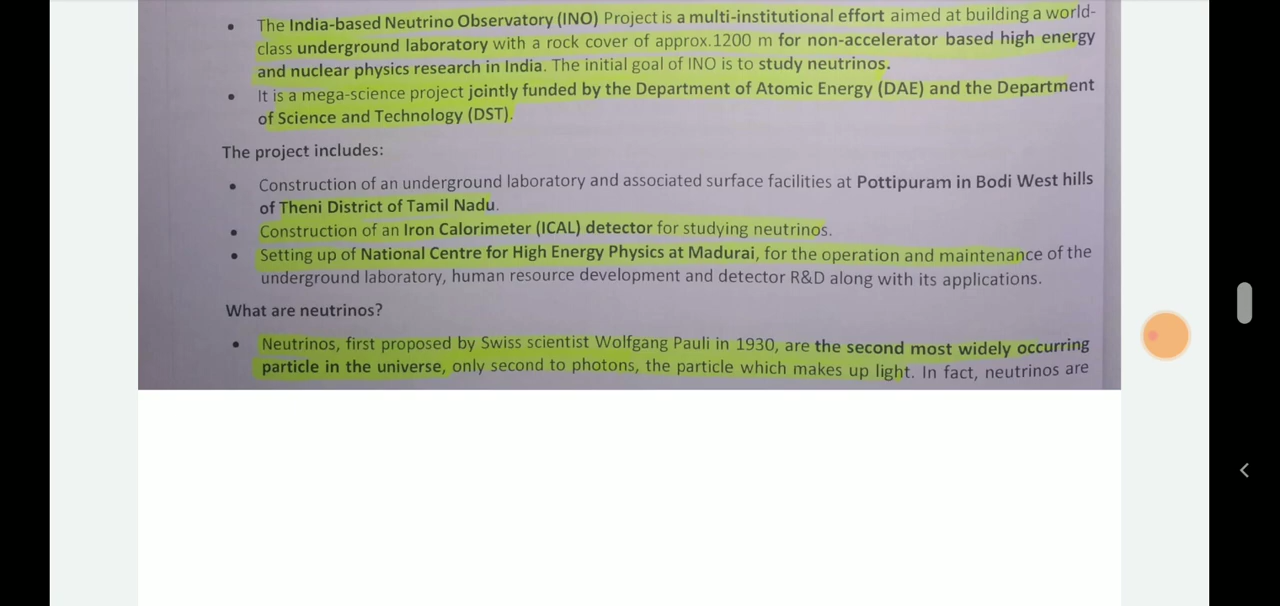 • The India-based Neutrino Observatory (INO) Project is a multi-institutional effort aimed at building a world-
class underground laboratory with a rock cover of approx.1200 m for non-accelerator based high energy
and nuclear physics research in India. The initial goal of INO is to study neutrinos.
• It is a mega-science project jointly funded by the Department of Atomic Energy (DAE) and the Department
of Science and Technology (DST).
The project includes:
• Construction of an underground laboratory and associated surface facilities at Pottipuram in Bodi West hills
of Theni District of Tamil Nadu.
• Construction of an Iron Calorimeter (ICAL) detector for studying neutrinos.
• Setting up of National Centre for High Energy Physics at Madurai, for the operation and maintenance of the
underground laboratory, human resource development and detector R&D along with its applications.
What are neutrinos?
• Neutrinos, first proposed by Swiss scientist Wolfgang Pauli in 1930, are the second most widely occurring
particle in the universe, only second to photons, the particle which makes up light. In fact, neutrinos are